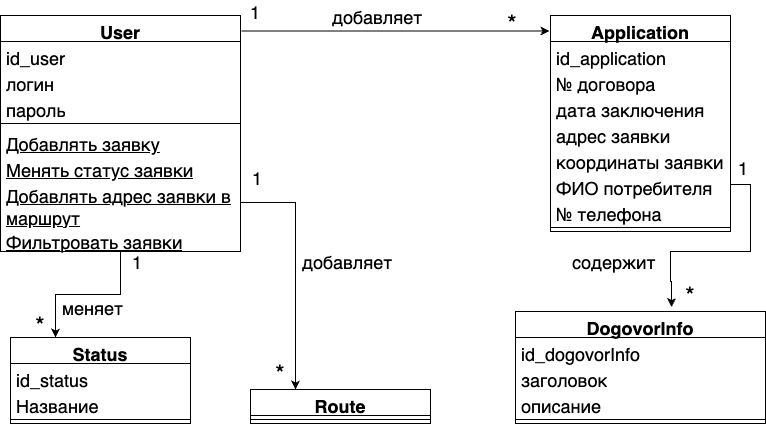 1
добавляет
*
User
id_user
логин
пароль
Добавлять заявку
Менять статус заявки
Добавлять адрес заявки в
маршрут
Фильтровать заявки
Application
id_application
№ договора
дата заключения
адрес заявки
координаты заявки
ФИО потребителя
№ телефона
1
добавляет
*
1
меняет
*
1
содержит
*
Status
id_status
Название
Route
DogovorInfo
id_dogovorInfo
заголовок
описание